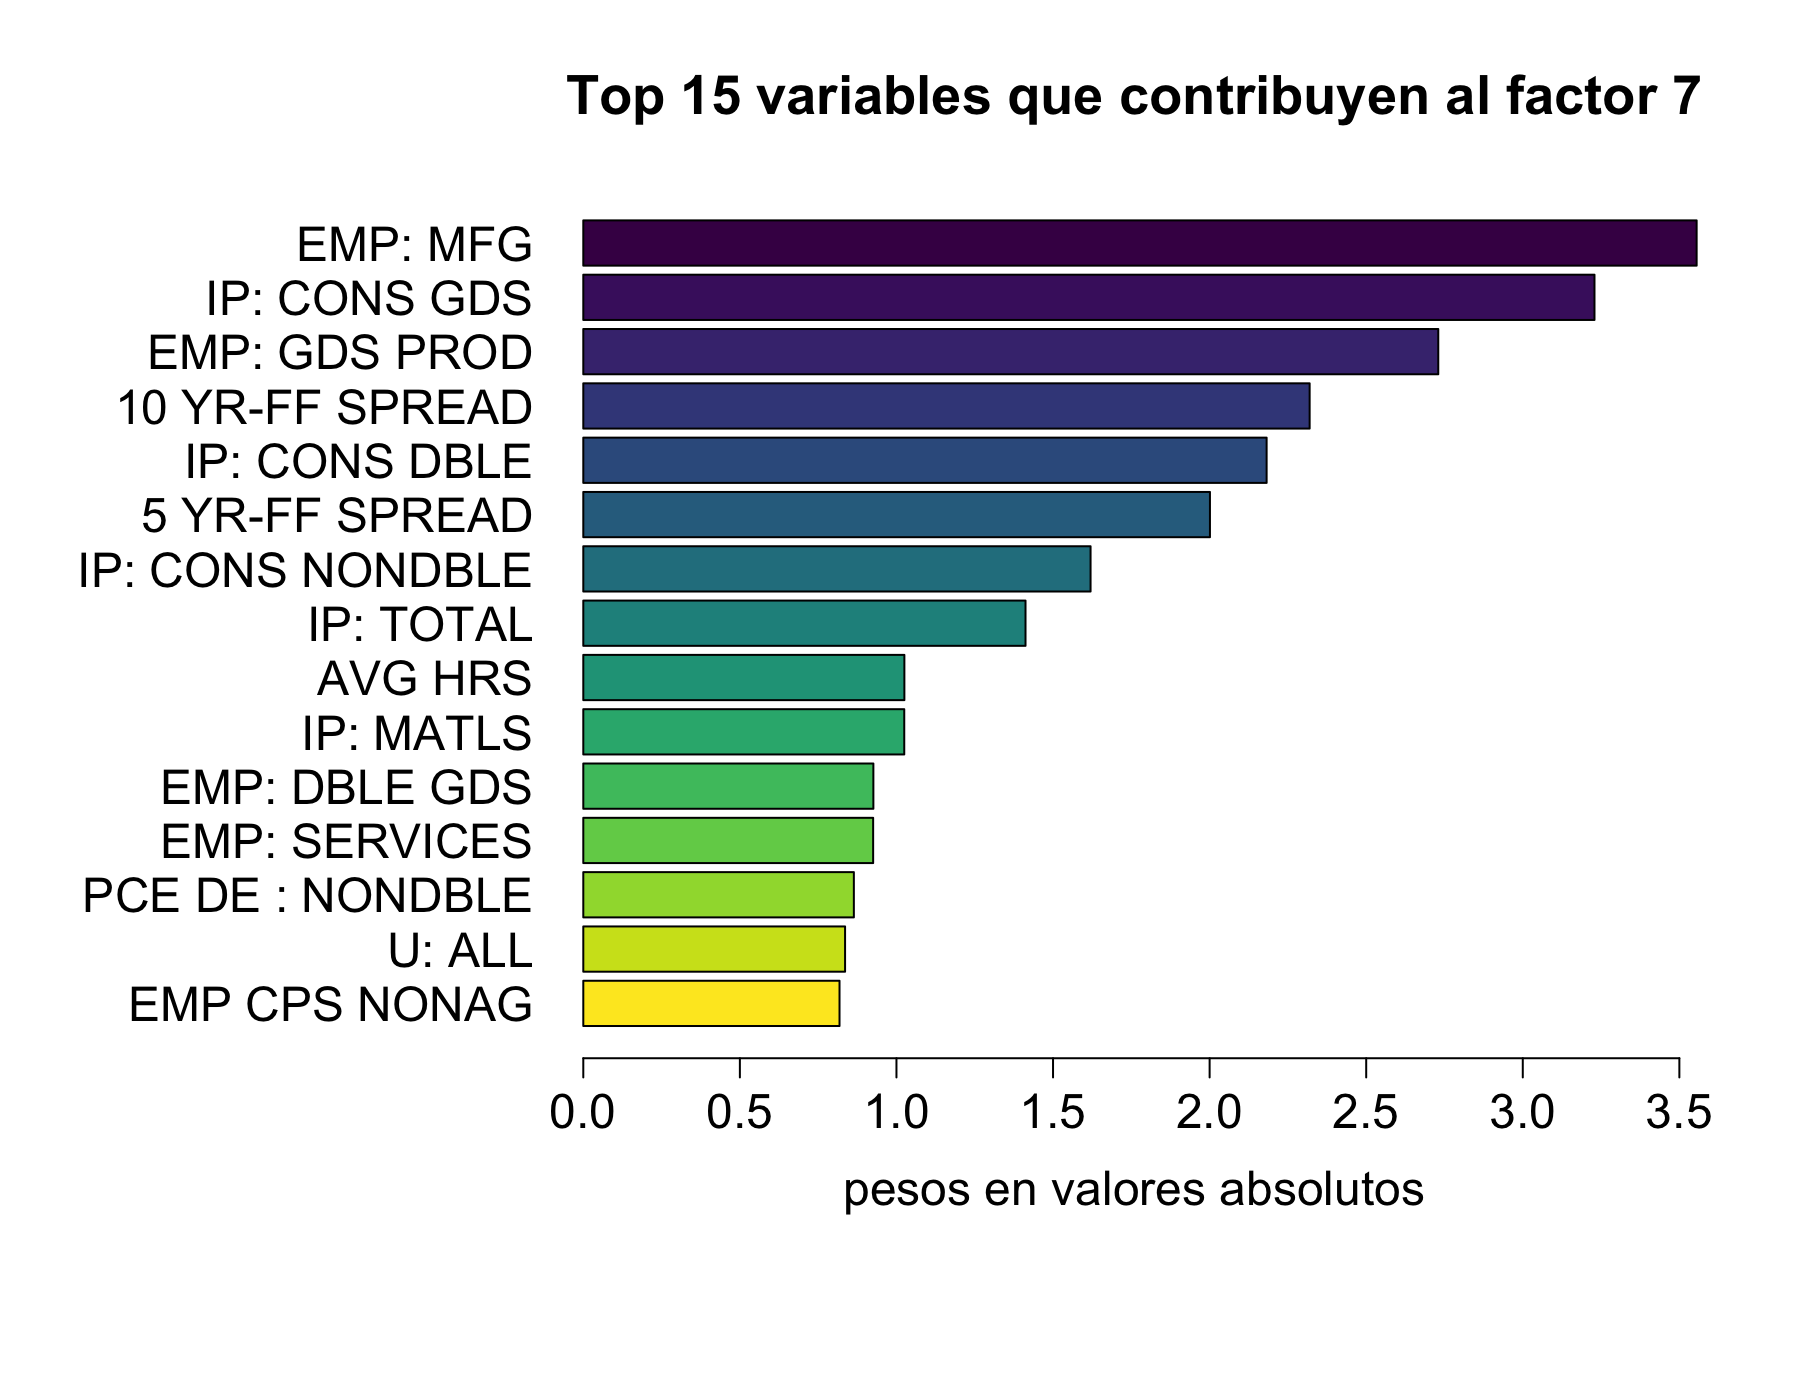 Top 15 variables que contribuyen al factor 7
EMP: MFG
IP: CONS GDS
EMP: GDS PROD
10 YR-FF SPREAD
IP: CONS DBLE
5 YR-FF SPREAD
IP: CONS NONDBLE
IP: TOTAL
AVG HRS
IP: MATLS
EMP: DBLE GDS
EMP: SERVICES
PCE DE : NONDBLE
U: ALL
EMP CPS NONAG
0.0 0.5 1.0 1.5 2.0 2.5 3.0 3.5
pesos en valores absolutos